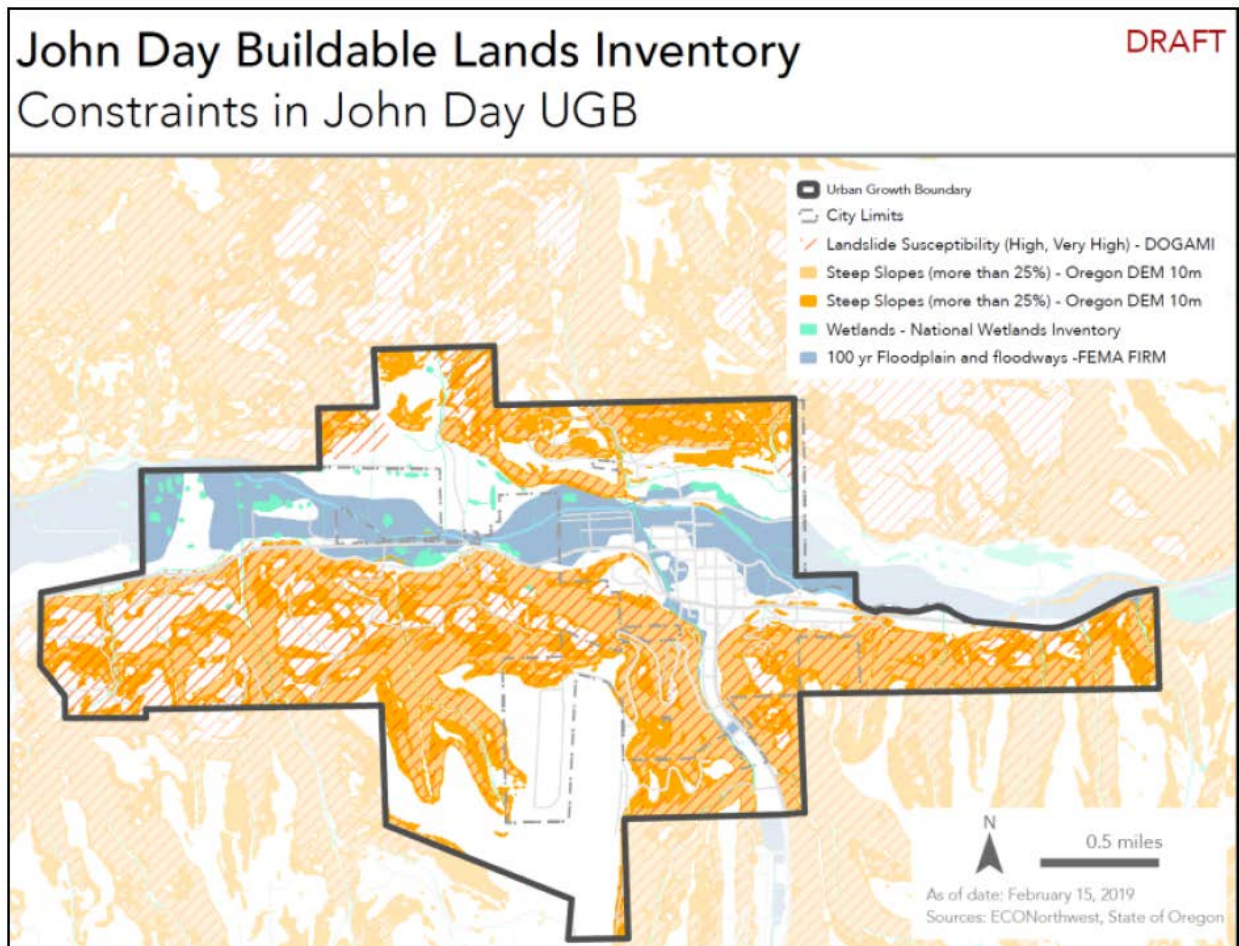 John Day Buildable Lands Inventory
DRAFT
Constraints in John Day UGB
Urban Growth Boundary
City Limits
Landslide Susceptibility (High, Very High) - DOGAMI
Steep Slopes (more than 25%) - Oregon DEM 10m
Steep Slopes (more than 25%) - Oregon DEM 10m
Wetlands - National Wetlands Inventory
100 yr Floodplain and floodways -FEMA FIRM
N
0.5 miles
As of date: February 15, 2019
Sources: ECONorthwest, State of Oregon